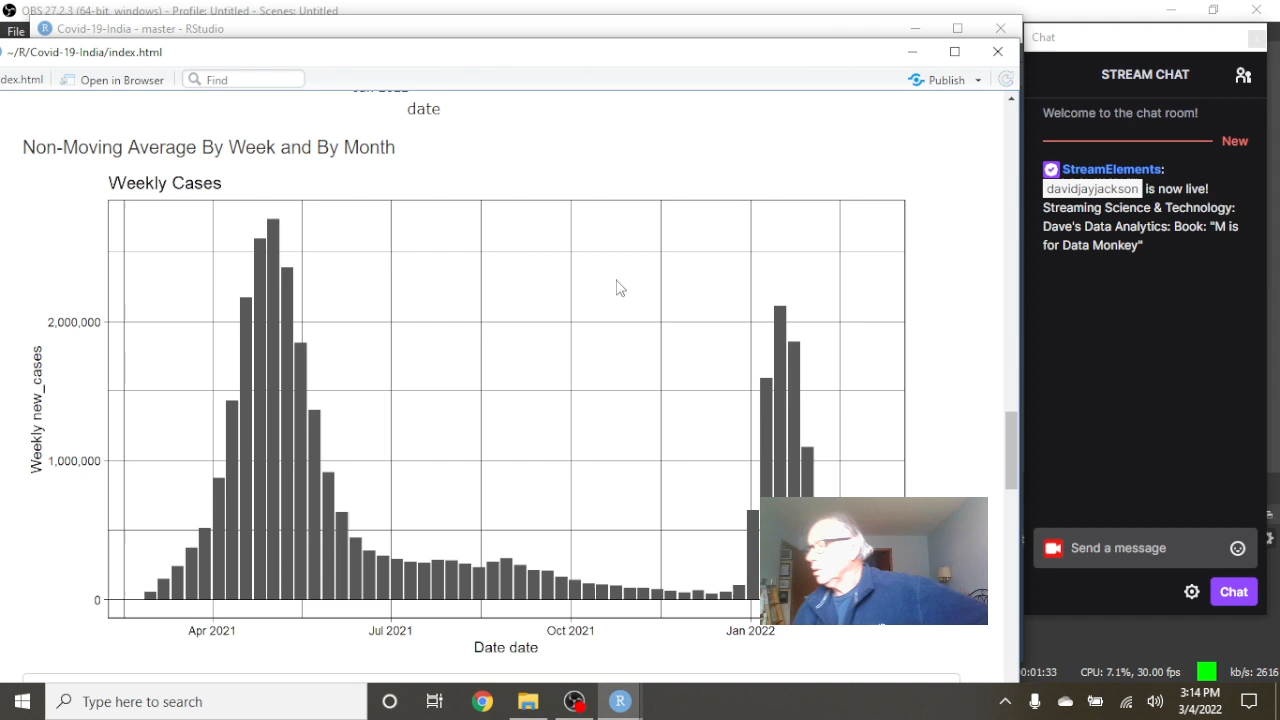 OBS 27.2.3 (64-bit, windows) - Profile: Untitled - Scenes: Untitled
File
Covid-19-India - master - RStudio
~/R/Covid-19-India/index.html
dex.html
Open in Browser
Find
Publish
date
Non-Moving Average By Week and By Month
Weekly Cases
Weekly new_cases
2,000,000
1,000,000
0
Apr 2021
Jul 2021
Oct 2021
Jan 2022
Date date
Chat
STREAM CHAT
Welcome to the chat room!
New
StreamElements:
davidjayjackson is now live!
Streaming Science & Technology:
Dave's Data Analytics: Book: "M is
for Data Monkey"
Send a message
Chat
0:01:33
CPU: 7.1%, 30.00 fps
kb/s: 2616
Type here to search
3:14 PM
3/4/2022